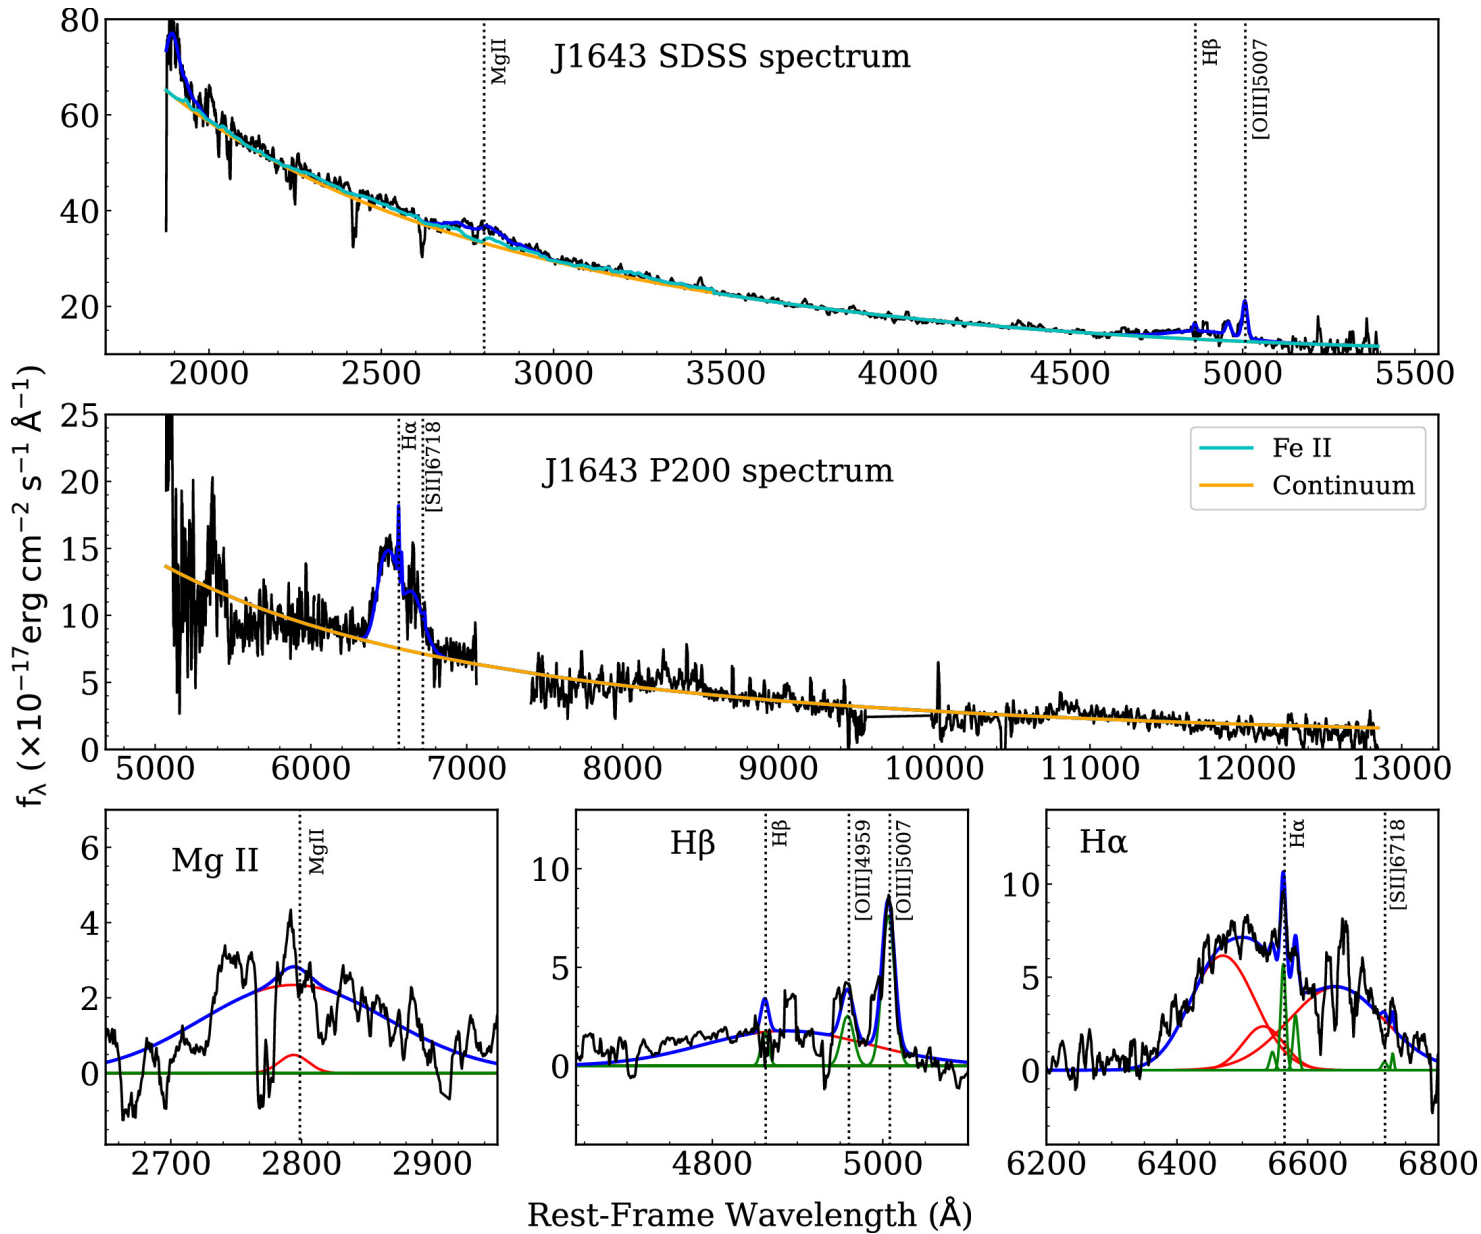 J1643 SDSS spectrum
MgII
Hβ
[OIII]5007
80
60
40
20
2000 2500 3000 3500 4000 4500 5000 5500
J1643 P200 spectrum
Hα
[SII]6718
Fe II
Continuum
25
20
15
10
5
0
5000 6000 7000 8000 9000 10000 11000 12000 13000
fλ (×10−17erg cm−2 s−1 Å−1)
Mg II
MgII
6
4
2
0
2700 2800 2900
Hβ
Hβ
[OIII]4959
[OIII]5007
10
5
0
4800 5000
Hα
Hα
[SII]6718
10
5
0
6200 6400 6600 6800
Rest-Frame Wavelength (Å)